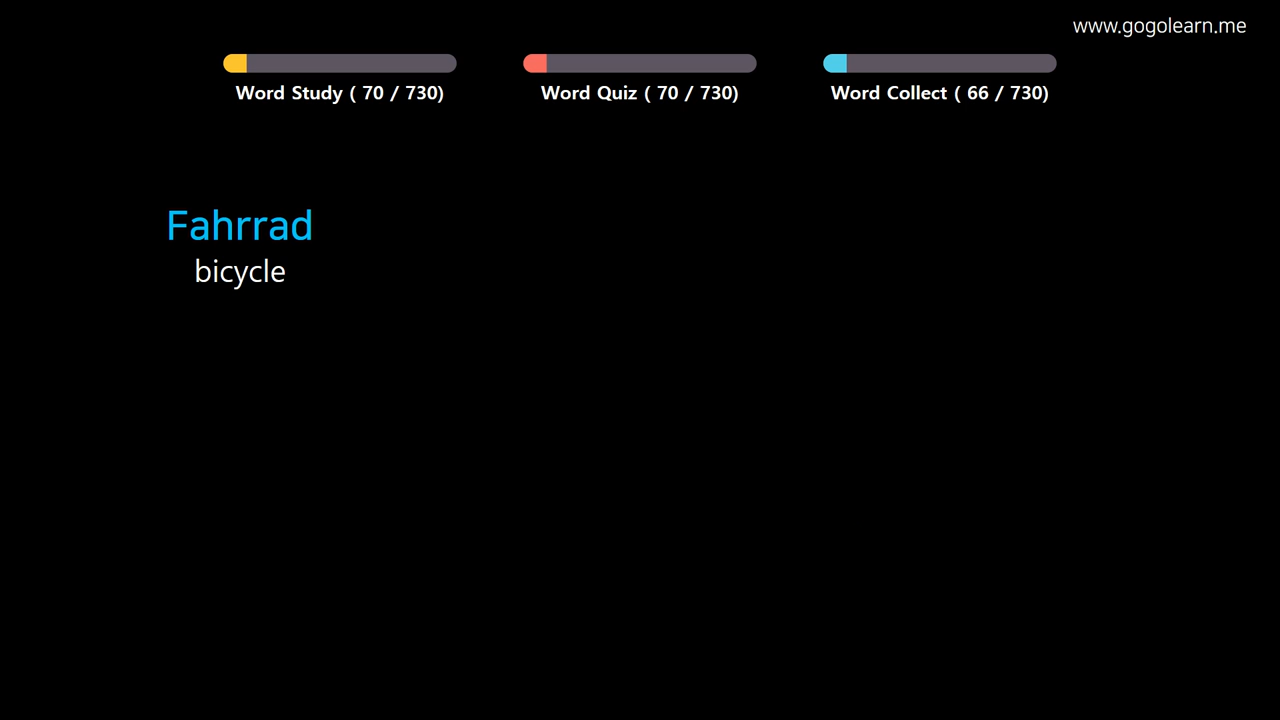 www.gogolearn.me
Word Study ( 70 / 730)
Word Quiz ( 70 / 730)
Word Collect ( 66 / 730)
Fahrrad
bicycle